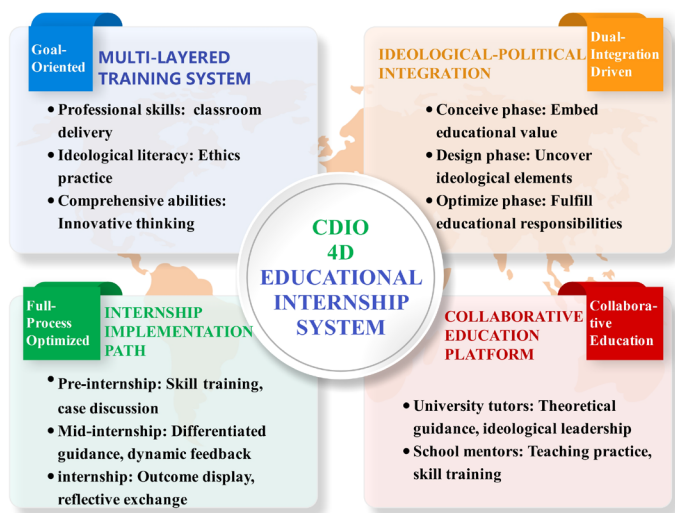 Goal-
Oriented
MULTI-LAYERED
TRAINING SYSTEM
• Professional skills: classroom
delivery
• Ideological literacy: Ethics
practice
• Comprehensive abilities:
Innovative thinking
IDEOLOGICAL-POLITICAL
INTEGRATION
Dual-
Integration
Driven
• Conceive phase: Embed
educational value
• Design phase: Uncover
ideological elements
• Optimize phase: Fulfill
educational responsibilities
CDIO
4D
EDUCATIONAL
INTERNSHIP
SYSTEM
Full-
Process
Optimized
INTERNSHIP
IMPLEMENTATION
PATH
• Pre-internship: Skill training,
case discussion
• Mid-internship: Differentiated
guidance, dynamic feedback
• internship: Outcome display,
reflective exchange
COLLABORATIVE
EDUCATION
PLATFORM
Collabora-
tive
Education
• University tutors: Theoretical
guidance, ideological leadership
• School mentors: Teaching practice,
skill training